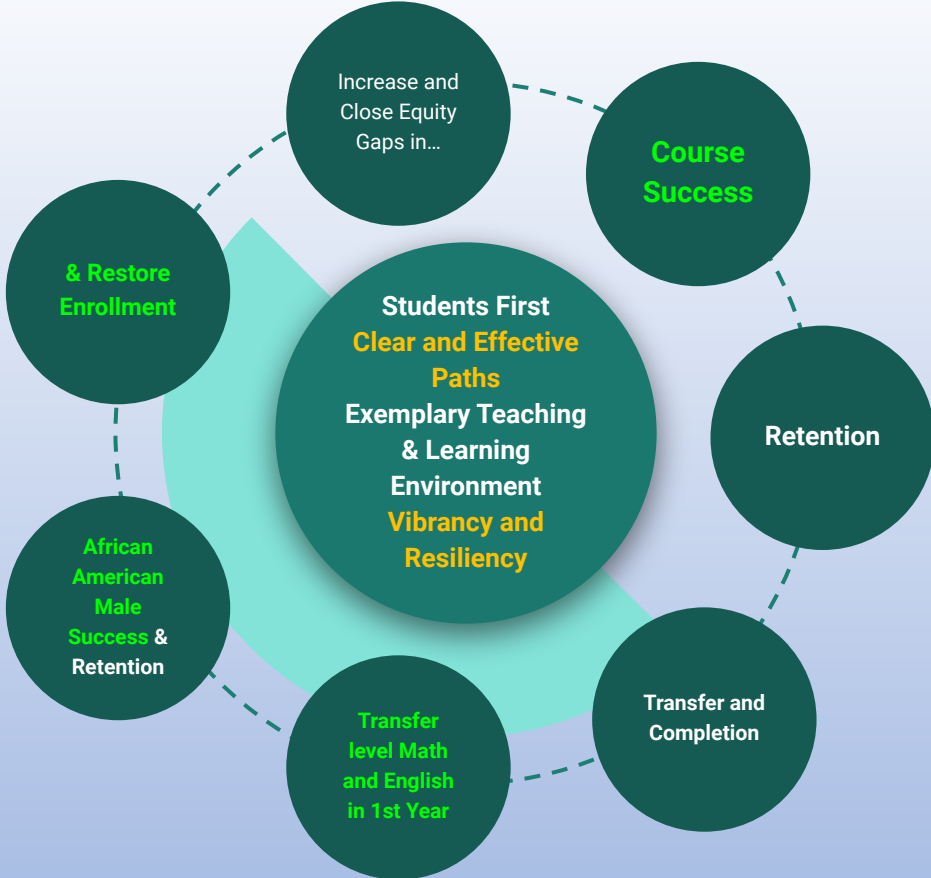 Increase and
Close Equity
Gaps in…
Course
Success
Retention
Transfer and
Completion
Transfer
level Math
and English
in 1st Year
African
American
Male
Success &
Retention
& Restore
Enrollment
Students First
Clear and Effective
Paths
Exemplary Teaching
& Learning
Environment
Vibrancy and
Resiliency